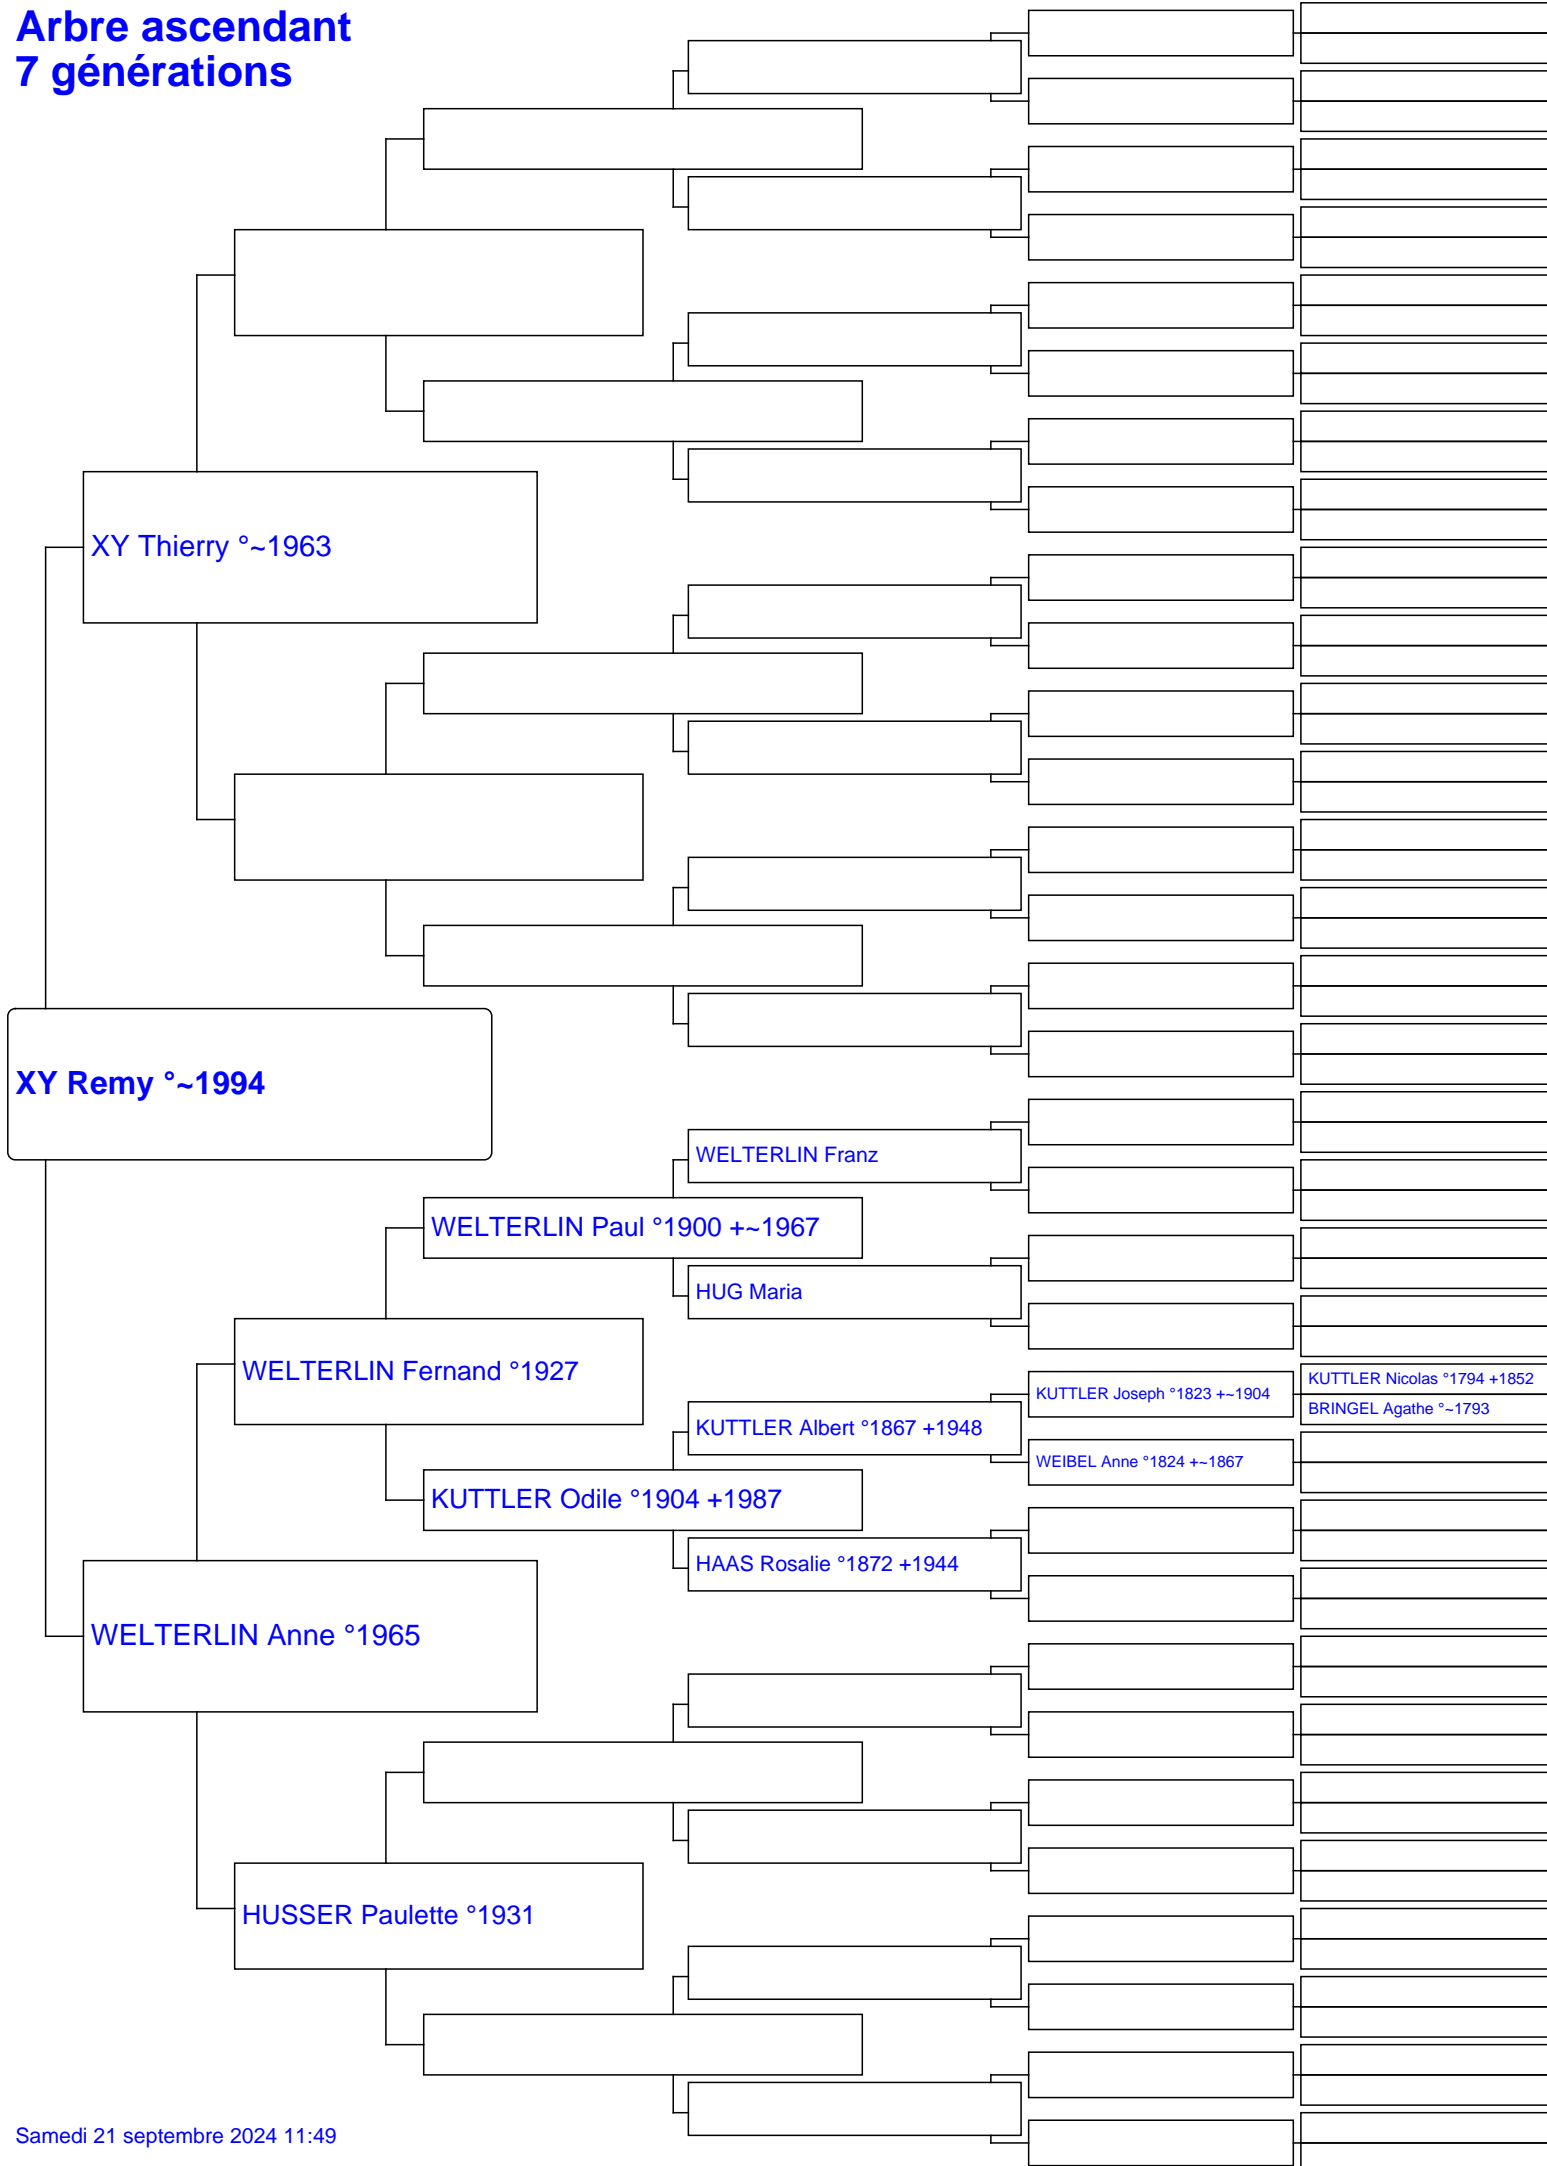 Arbre ascendant
7 générations
XY Thierry °~1963
XY Remy °~1994
WELTERLIN Franz
WELTERLIN Paul °1900 +~1967
HUG Maria
WELTERLIN Fernand °1927
KUTTLER Nicolas °1794 +1852
KUTTLER Joseph °1823 +~1904
BRINGEL Agathe °~1793
KUTTLER Albert °1867 +1948
WEIBEL Anne °1824 +~1867
KUTTLER Odile °1904 +1987
HAAS Rosalie °1872 +1944
WELTERLIN Anne °1965
HUSSER Paulette °1931
Samedi 21 septembre 2024 11:49